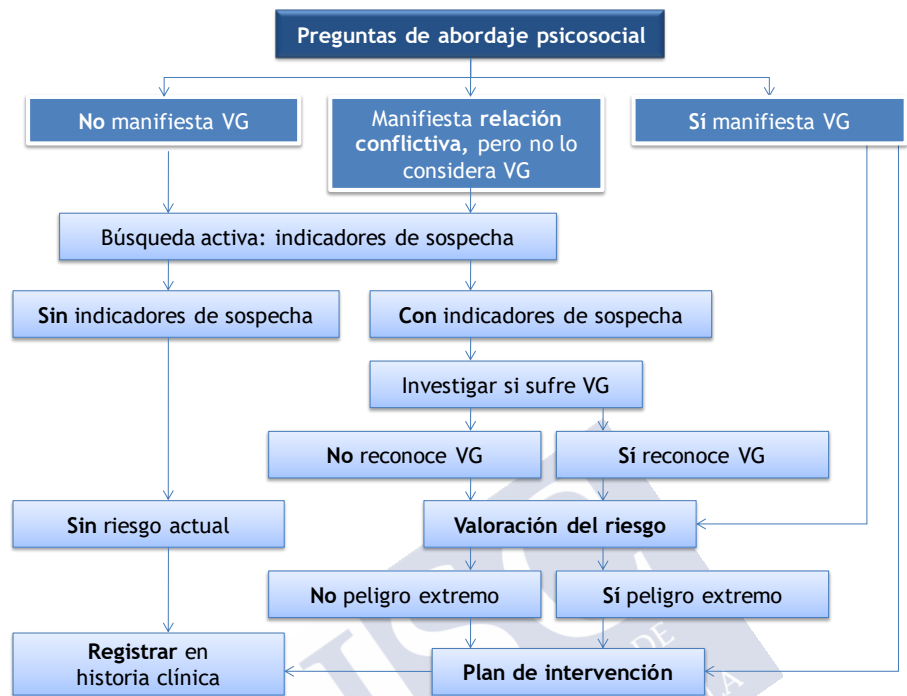 Preguntas de abordaje psicosocial
No manifiesta VG
Manifiesta relación
conflictiva, pero no lo
considera VG
Sí manifiesta VG
Búsqueda activa: indicadores de sospecha
Sin indicadores de sospecha
Con indicadores de sospecha
Investigar si sufre VG
No reconoce VG
Sí reconoce VG
Sin riesgo actual
Valoración del riesgo
No peligro extremo
Sí peligro extremo
Registrar en
historia clínica
Plan de intervención
DE